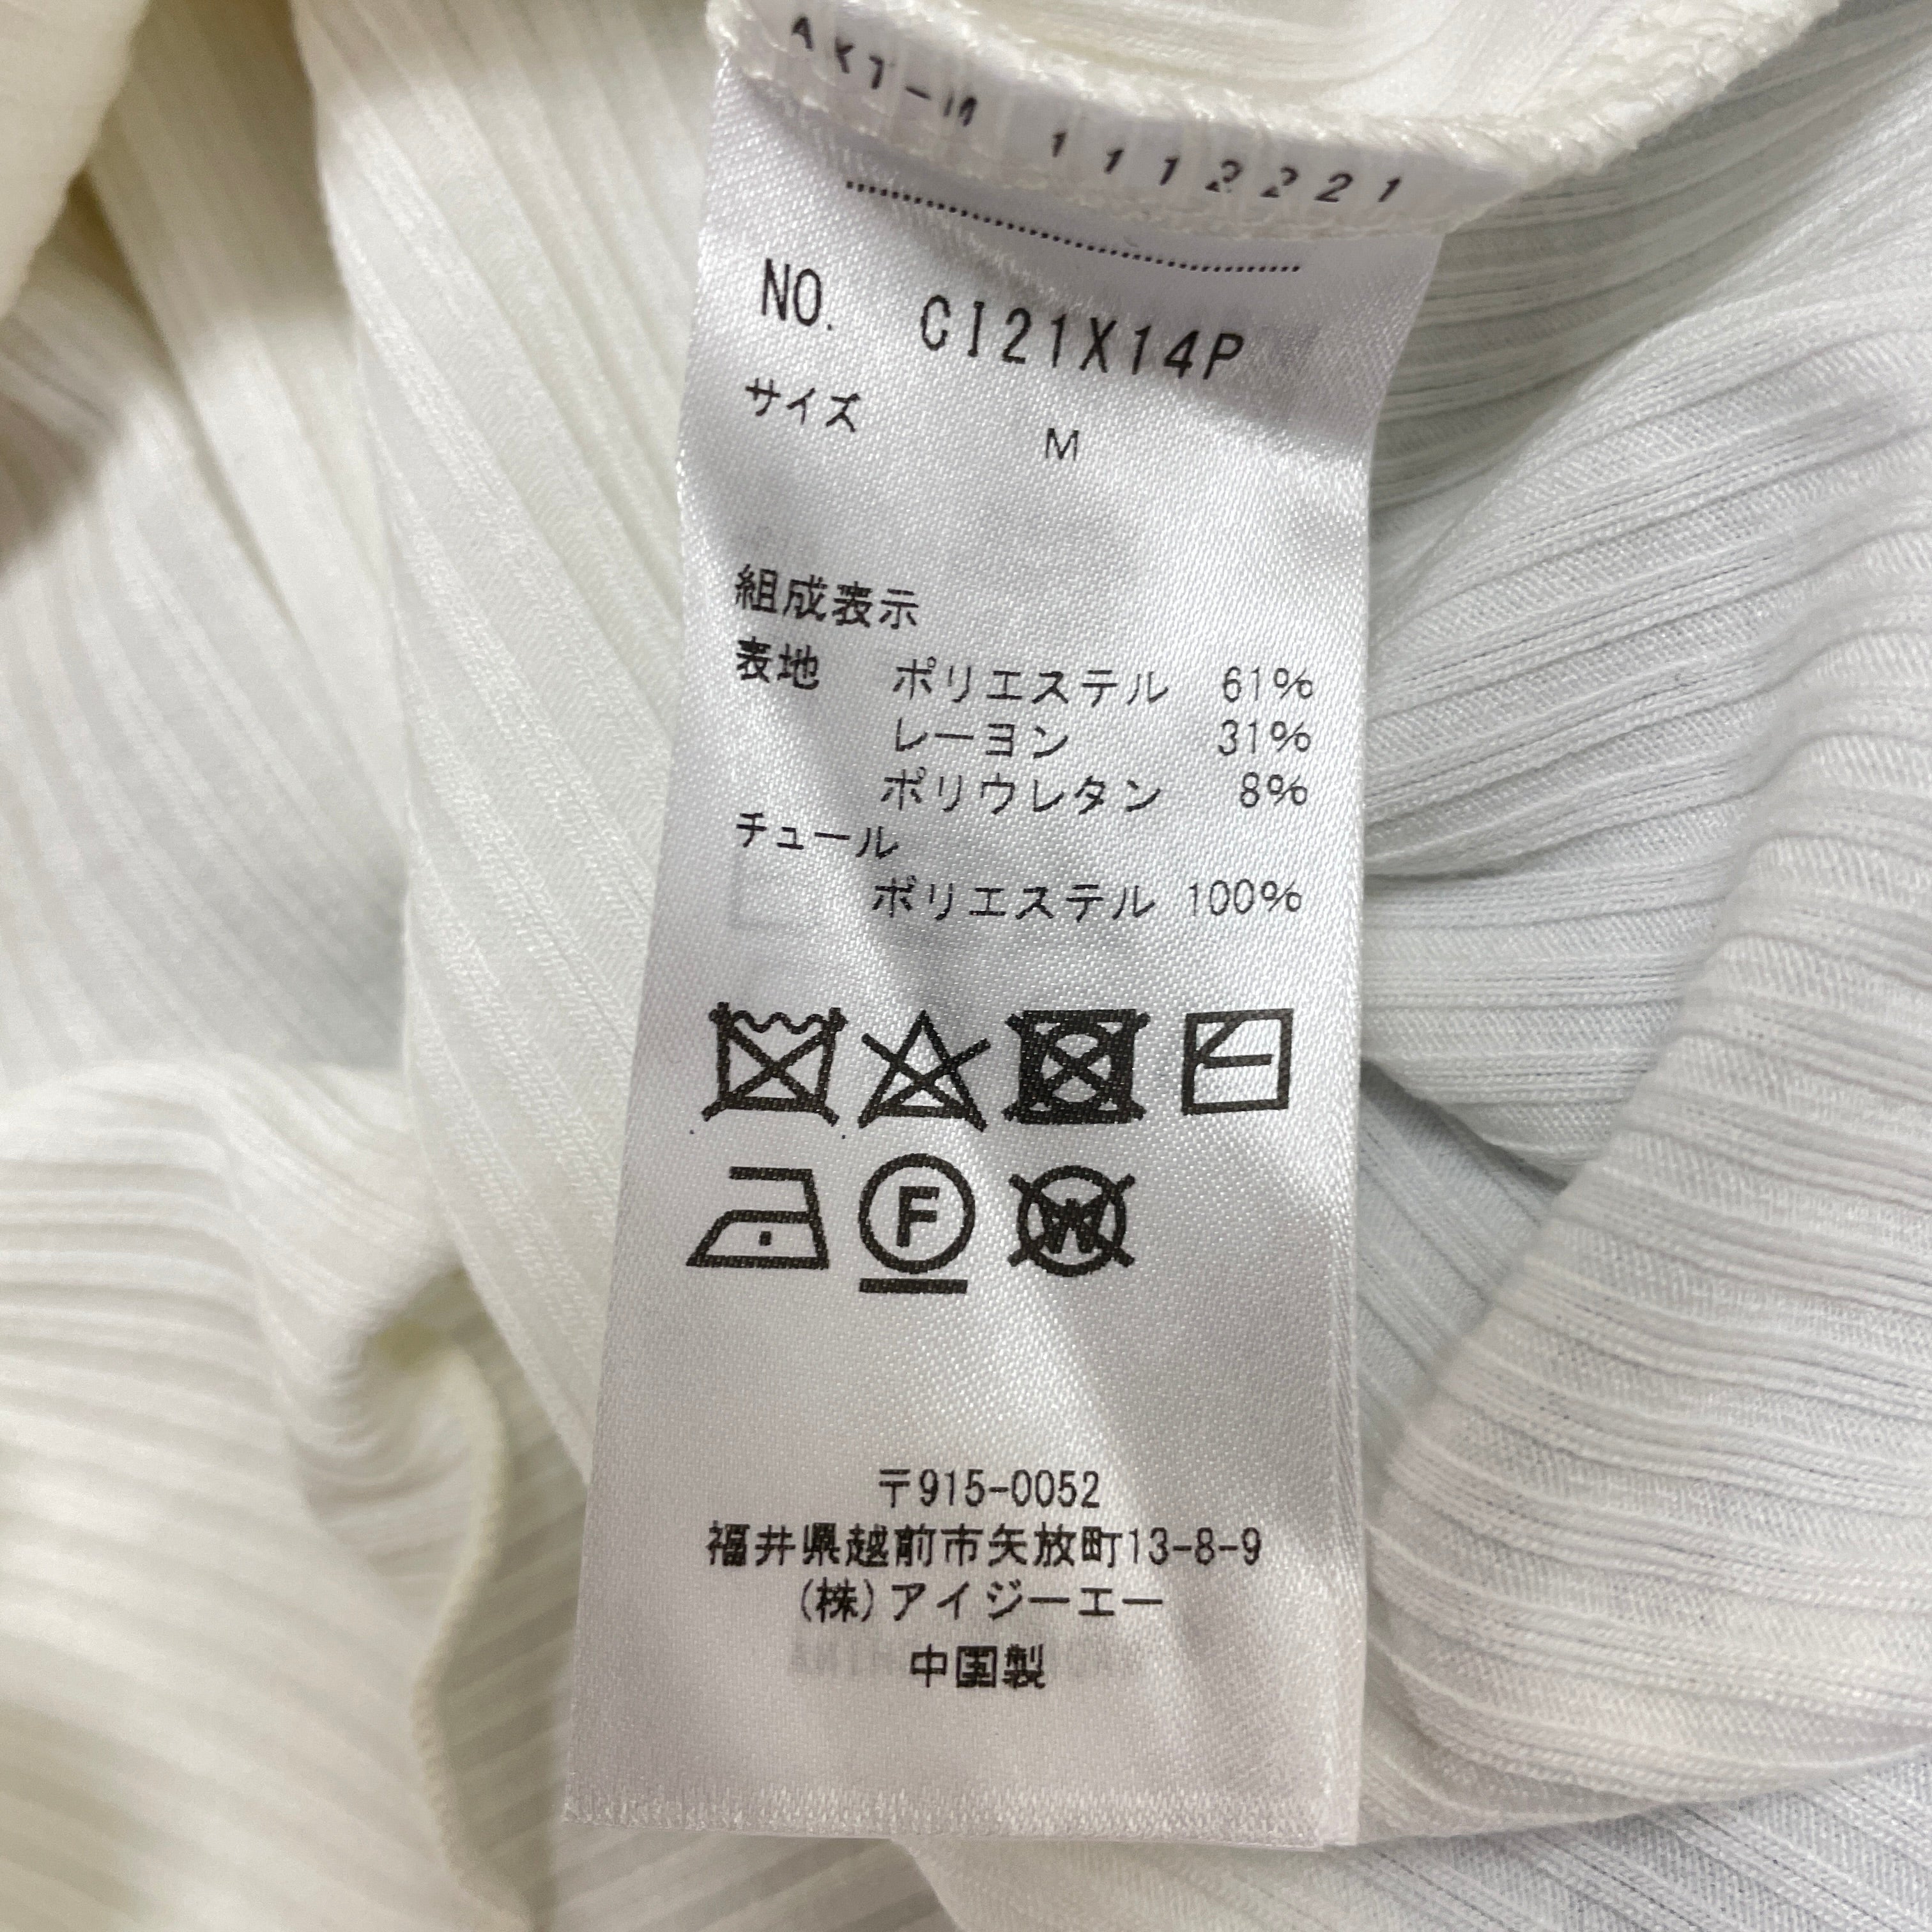 AKT-M 1112221
NO. CI21X14P
サイズ M
組成表示
表地 ポリエステル 61%
レーヨン 31%
ポリウレタン 8%
チュール
ポリエステル 100%
F
W
〒915-0052
福井県越前市矢放町13-8-9
(株)アイジーエー
中国製